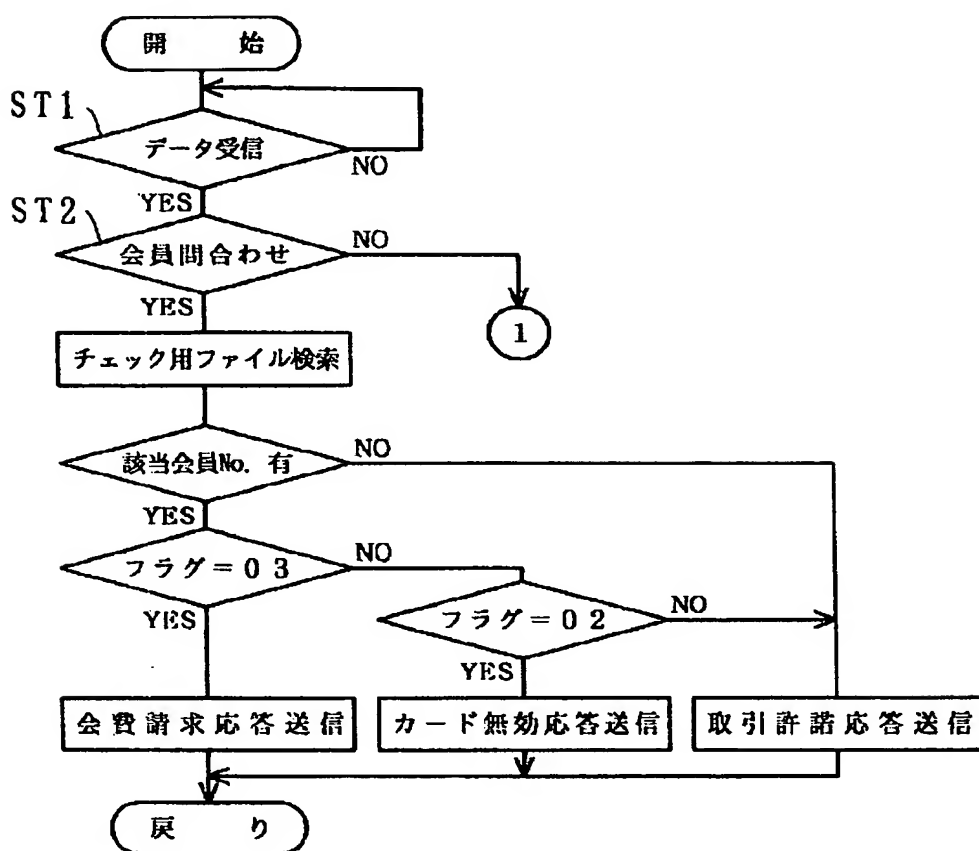 開 始
ST1
データ受信
NO
YES
ST2
会員問合わせ
NO
YES
1
チェック用ファイル検索
該当会員No. 有
NO
YES
フラグ=03
NO
YES
フラグ=02
NO
YES
会費請求応答送信
カード無効応答送信
取引許諾応答送信
戻 り